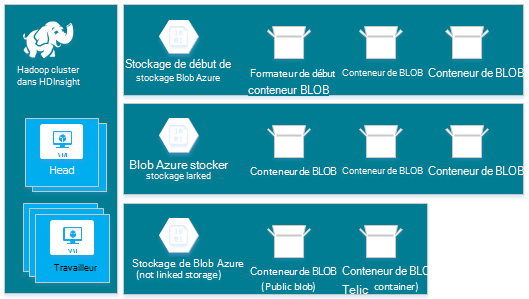 Hadoop cluster
dans HDInsight
VM
Head
VM
Travailleur
Stockage de début de
stockage Blob Azure
Formateur de début
conteneur BLOB
Conteneur de BLOB
Conteneur de BLOB
Blob Azure stocker
stockage larked
Conteneur de BLOB
Conteneur de BLOB
Conteneur de BLOB
Stockage de Blob Azure
(not linked storage)
Conteneur de BLOB
(Public blob)
Conteneur de BLO
Telic container)